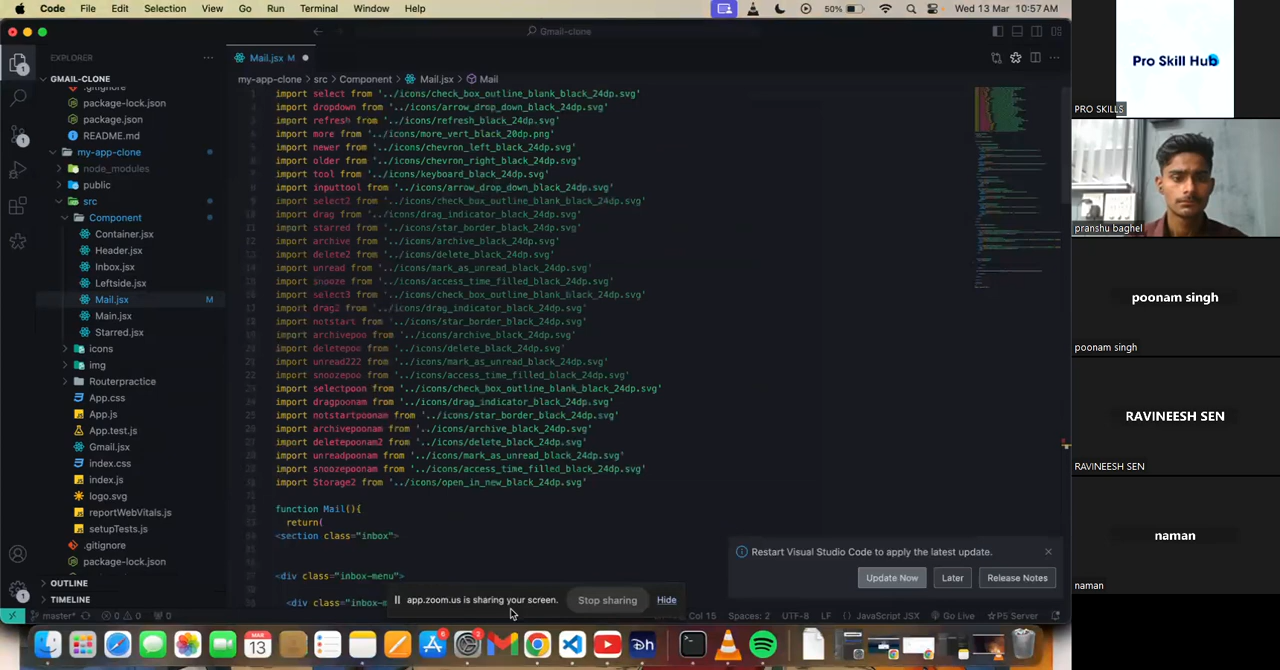 Code File Edit Selection View Go Run Terminal Window Help 50% Wed 13 Mar 10:57 AM
Gmail-clone
EXPLORER
Mail.jsx M
GMAIL-CLONE
my-app-clone > src > Component > Mail.jsx > Mail
.gitignore
package-lock.json
package.json
README.md
my-app-clone
node_modules
public
src
Component
Container.jsx
Header.jsx
Inbox.jsx
Leftside.jsx
Mail.jsx M
Main.jsx
Starred.jsx
icons
img
Routerpractice
App.css
App.js
App.test.js
Gmail.jsx
index.css
index.js
logo.svg
reportWebVitals.js
setupTests.js
.gitignore
package-lock.json
OUTLINE
TIMELINE
import select from '../icons/check_box_outline_blank_black_24dp.svg'
import dropdown from '../icons/arrow_drop_down_black_24dp.svg'
import refresh from '../icons/refresh_black_24dp.svg'
import more from '../icons/more_vert_black_20dp.png'
import newer from '../icons/chevron_left_black_24dp.svg'
import older from '../icons/chevron_right_black_24dp.svg'
import tool from '../icons/keyboard_black_24dp.svg'
import inputtool from '../icons/arrow_drop_down_black_24dp.svg'
import select2 from '../icons/check_box_outline_blank_black_24dp.svg'
import drag from '../icons/drag_indicator_black_24dp.svg'
import starred from '../icons/star_border_black_24dp.svg'
import archive from '../icons/archive_black_24dp.svg'
import delete2 from '../icons/delete_black_24dp.svg'
import unread from '../icons/mark_as_unread_black_24dp.svg'
import snooze from '../icons/access_time_filled_black_24dp.svg'
import select3 from '../icons/check_box_outline_blank_black_24dp.svg'
import drag2 from '../icons/drag_indicator_black_24dp.svg'
import notstart from '../icons/star_border_black_24dp.svg'
import archivepoo from '../icons/archive_black_24dp.svg'
import deletepoo from '../icons/delete_black_24dp.svg'
import unread222 from '../icons/mark_as_unread_black_24dp.svg'
import snoozepoo from '../icons/access_time_filled_black_24dp.svg'
import selectpoon from '../icons/check_box_outline_blank_black_24dp.svg'
import dragpoonam from '../icons/drag_indicator_black_24dp.svg'
import notstartpoonam from '../icons/star_border_black_24dp.svg'
import archivepoonam from '../icons/archive_black_24dp.svg'
import deletepoonam2 from '../icons/delete_black_24dp.svg'
import unreadpoonam from '../icons/mark_as_unread_black_24dp.svg'
import snoozepoonam from '../icons/access_time_filled_black_24dp.svg'
import Storage2 from '../icons/open_in_new_black_24dp.svg'
function Mail(){
return(
<section class="inbox">
<div class="inbox-menu">
<div class="inbox-m
Restart Visual Studio Code to apply the latest update.
Update Now Later Release Notes
app.zoom.us is sharing your screen. Stop sharing Hide
master* 0 0 0 Col 15 Spaces: 2 UTF-8 LF JavaScript JSX Go Live P5 Server
MAR
13
Pro Skill Hub
PRO SKILLS
pranshu baghel
poonam singh
poonam singh
RAVINEESH SEN
RAVINEESH SEN
naman
naman